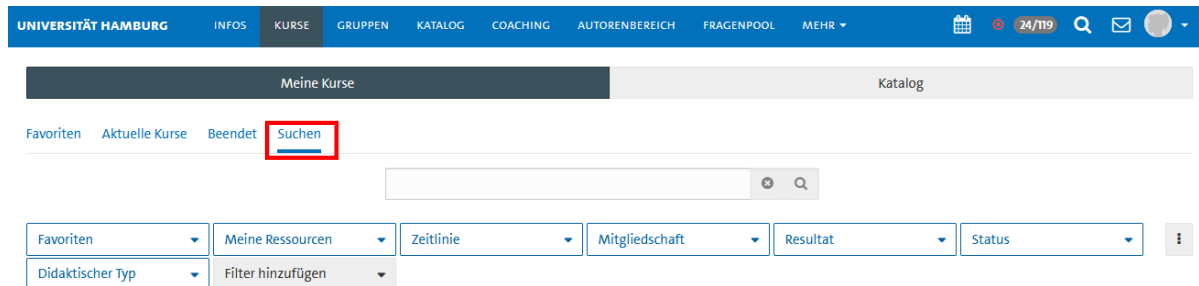 UNIVERSITÄT HAMBURG INFOS KURSE GRUPPEN KATALOG COACHING AUTORENBEREICH FRAGENPOOL MEHR 24/119
Meine Kurse Katalog
Favoriten Aktuelle Kurse Beendet Suchen
Favoriten Meine Ressourcen Zeitlinie Mitgliedschaft Resultat Status
Didaktischer Typ Filter hinzufügen